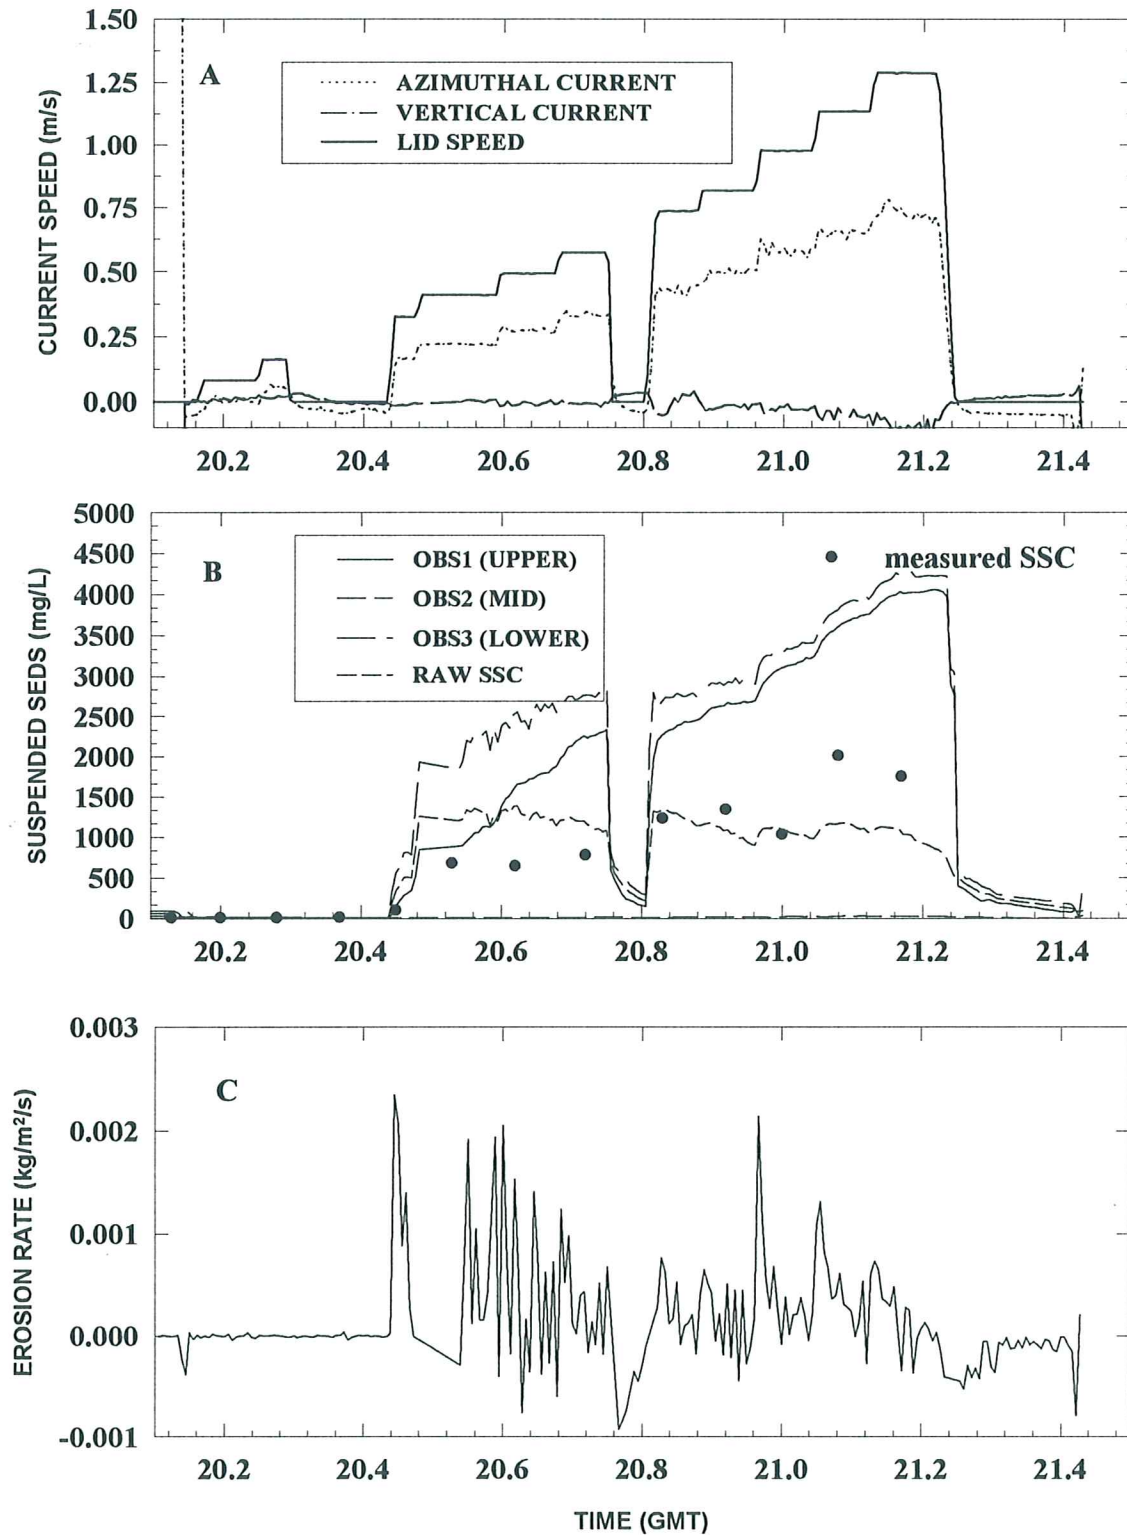 1.50
1.25
1.00
0.75
0.50
0.25
0.00
CURRENT SPEED (m/s)
A
AZIMUTHAL CURRENT
VERTICAL CURRENT
LID SPEED
20.2 20.4 20.6 20.8 21.0 21.2 21.4
5000
4500
4000
3500
3000
2500
2000
1500
1000
500
0
SUSPENDED SEDS (mg/L)
B
OBS1 (UPPER)
OBS2 (MID)
OBS3 (LOWER)
RAW SSC
measured SSC
20.2 20.4 20.6 20.8 21.0 21.2 21.4
0.003
0.002
0.001
0.000
-0.001
EROSION RATE (kg/m²/s)
C
20.2 20.4 20.6 20.8 21.0 21.2 21.4
TIME (GMT)